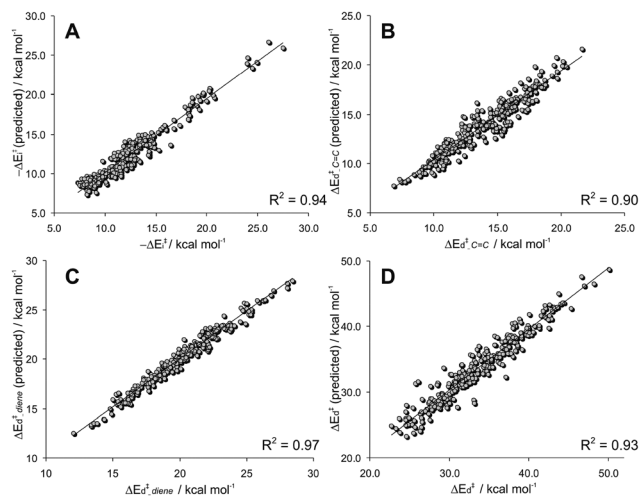 A
30.0
25.0
20.0
15.0
10.0
5.0
−ΔEi‡ (predicted) / kcal mol-1
5.0 10.0 15.0 20.0 25.0 30.0
−ΔEi‡ / kcal mol-1
R2 = 0.94
B
25.0
20.0
15.0
10.0
5.0
ΔEd‡_C=C (predicted) / kcal mol-1
5.0 10.0 15.0 20.0 25.0
ΔEd‡_C=C / kcal mol-1
R2 = 0.90
C
30
25
20
15
10
ΔEd‡_diene (predicted) / kcal mol-1
10 15 20 25 30
ΔEd‡_diene / kcal mol-1
R2 = 0.97
D
50.0
40.0
30.0
20.0
ΔEd‡ (predicted) / kcal mol-1
20.0 30.0 40.0 50.0
ΔEd‡ / kcal mol-1
R2 = 0.93